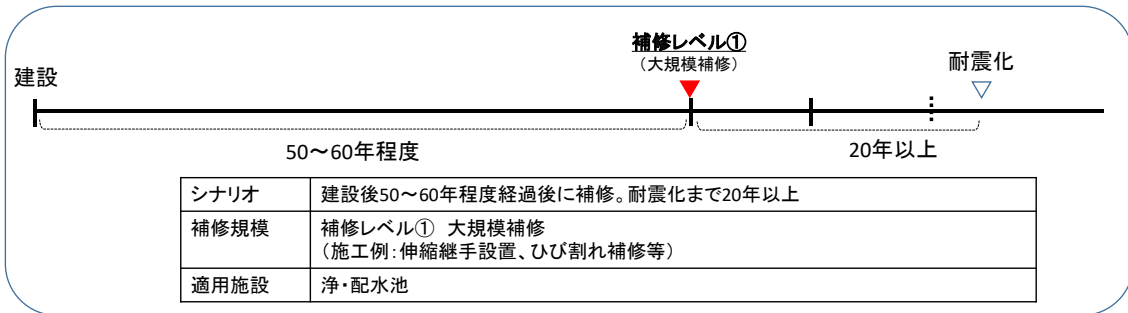 補修レベル①
（大規模補修）
建設
耐震化
50～60年程度
20年以上
シナリオ
建設後50～60年程度経過後に補修。耐震化まで20年以上
補修規模
補修レベル①　大規模補修
（施工例：伸縮継手設置、ひび割れ補修等）
適用施設
浄・配水池